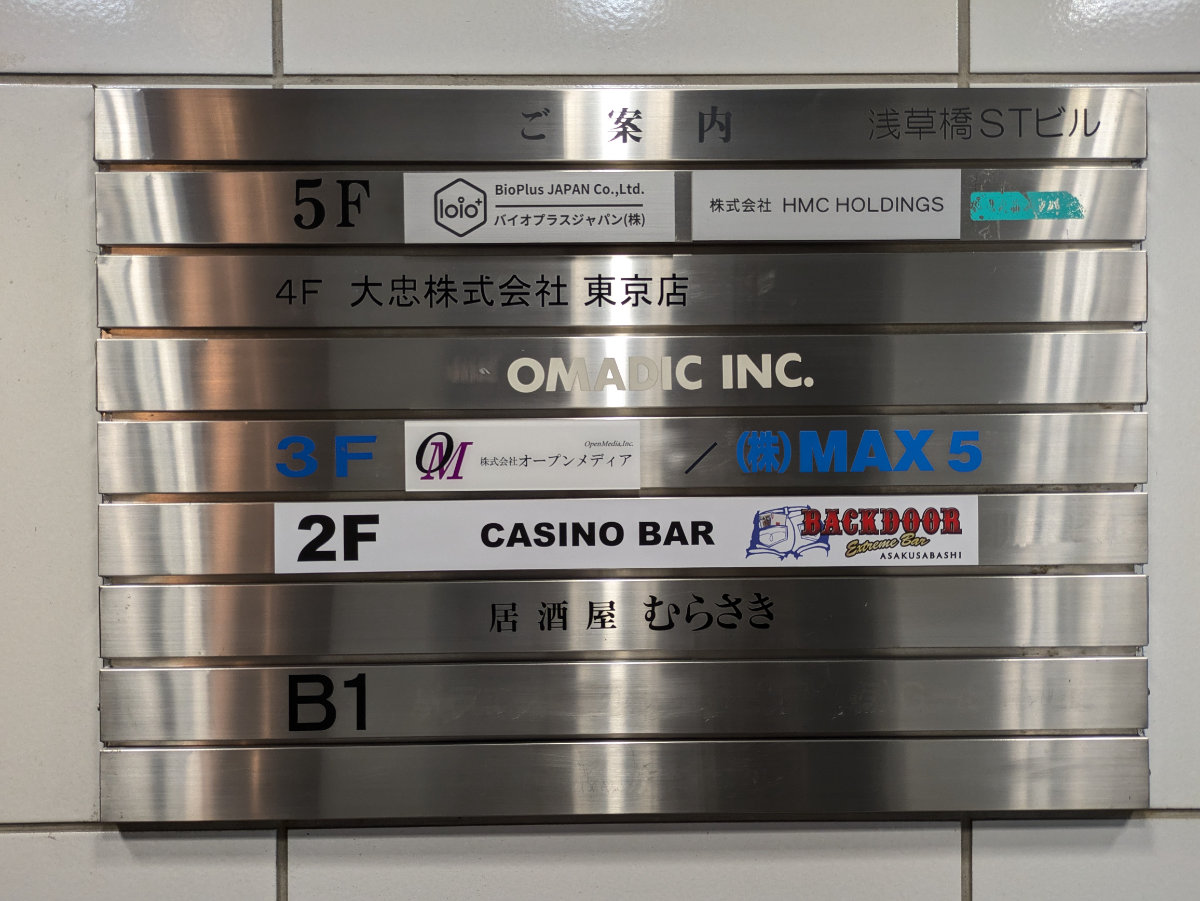 ご案内 浅草橋STビル
5F loio+ BioPlus JAPAN Co.,Ltd. 株式会社 HMC HOLDINGS
バイオプラスジャパン(株)
4F 大忠株式会社 東京店
OMADIC INC.
3F OM OpenMedia,Inc. / (株)MAX 5
株式会社オープンメディア
2F CASINO BAR BACKDOOR
Extreme Bar
ASAKUSABASHI
居酒屋 むらさき
B1